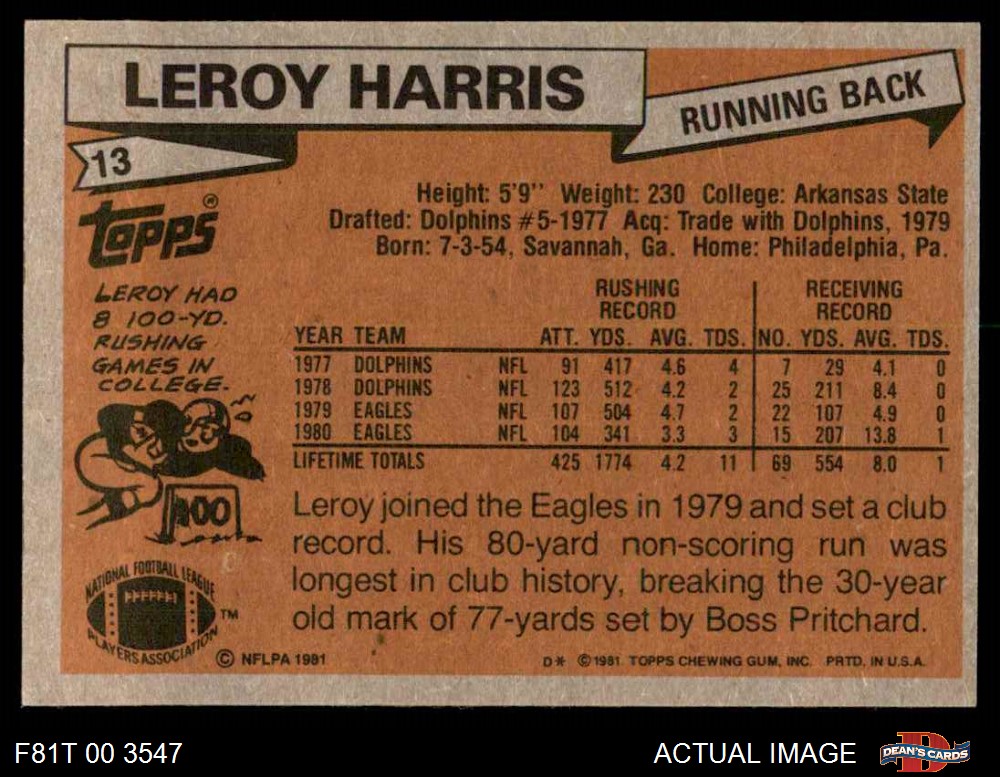 LEROY HARRIS
RUNNING BACK
13
TOPPS®
Height: 5'9'' Weight: 230 College: Arkansas State
Drafted: Dolphins #5-1977 Acq: Trade with Dolphins, 1979
Born: 7-3-54, Savannah, Ga. Home: Philadelphia, Pa.
LEROY HAD
8 100-YD.
RUSHING
GAMES IN
COLLEGE.
100
RUSHING RECEIVING
RECORD RECORD
YEAR TEAM ATT. YDS. AVG. TDS. NO. YDS. AVG. TDS.
1977 DOLPHINS NFL 91 417 4.6 4 7 29 4.1 0
1978 DOLPHINS NFL 123 512 4.2 2 25 211 8.4 0
1979 EAGLES NFL 107 504 4.7 2 22 107 4.9 0
1980 EAGLES NFL 104 341 3.3 3 15 207 13.8 1
LIFETIME TOTALS 425 1774 4.2 11 69 554 8.0 1
Leroy joined the Eagles in 1979 and set a club
record. His 80-yard non-scoring run was
longest in club history, breaking the 30-year
old mark of 77-yards set by Boss Pritchard.
NATIONAL FOOTBALL LEAGUE
PLAYERS ASSOCIATION
™
© NFLPA 1981
D* ©1981 TOPPS CHEWING GUM, INC. PRTD. IN U.S.A.
F81T 00 3547
ACTUAL IMAGE
D
DEAN'S CARDS